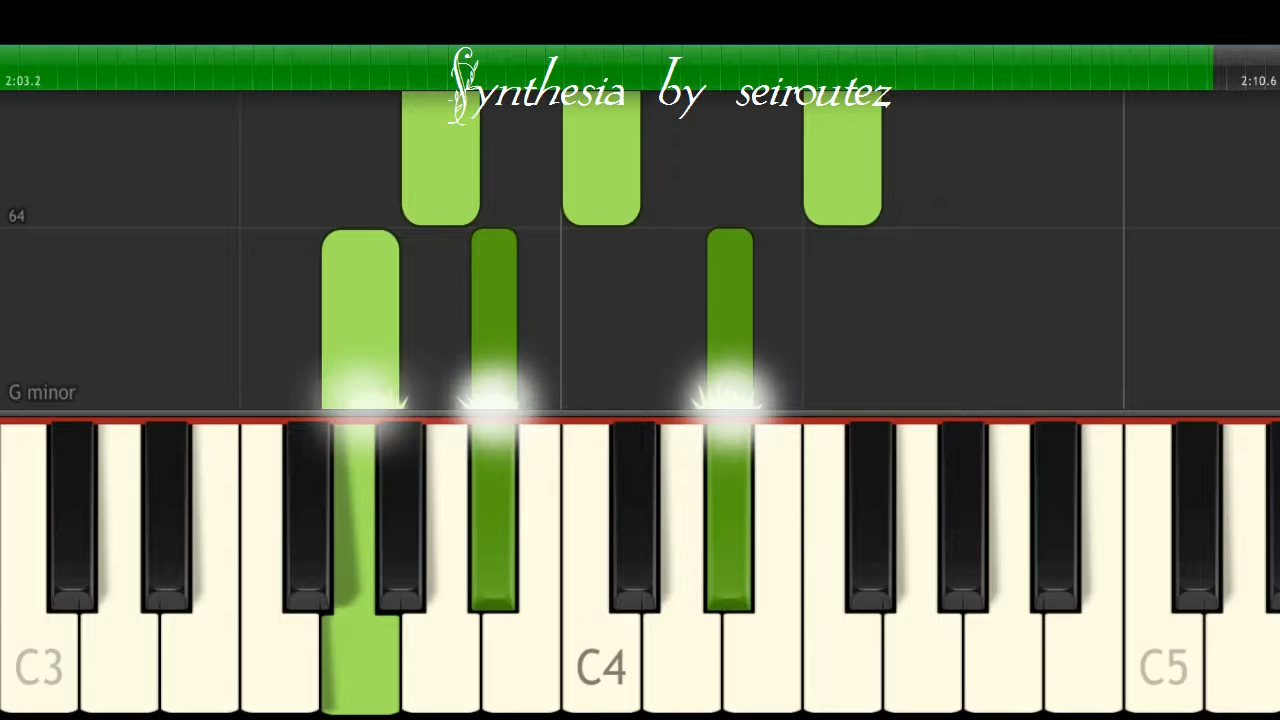 Synthesia by seiroutez
2:03.2
2:10.6
64
G minor
C3
C4
C5